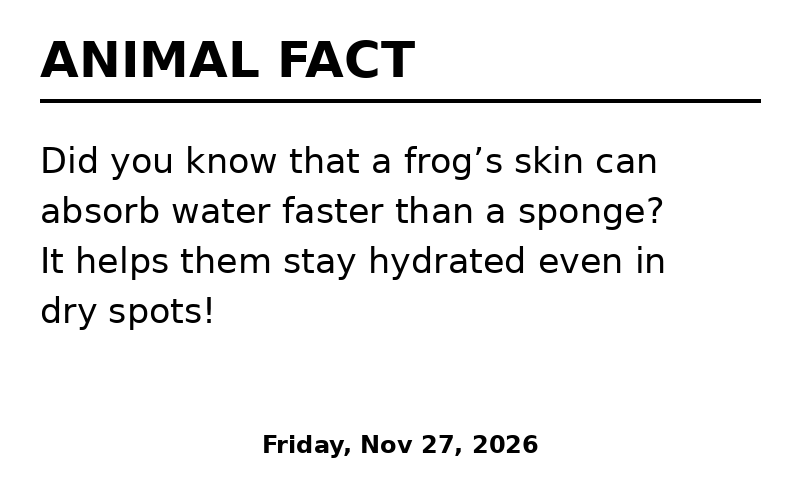 ANIMAL FACT
Did you know that a frog’s skin can
absorb water faster than a sponge?
It helps them stay hydrated even in
dry spots!
Friday, Nov 27, 2026